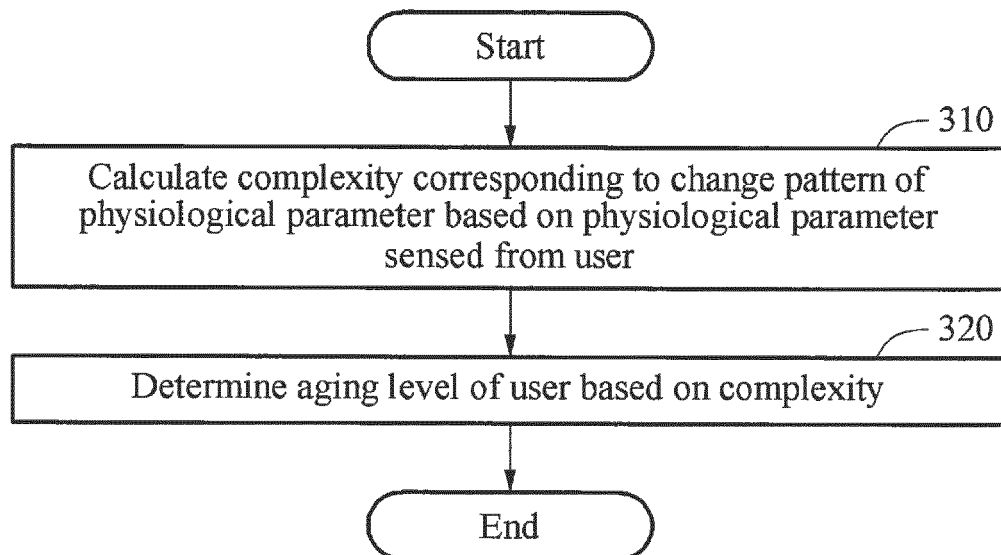 Start
310
Calculate complexity corresponding to change pattern of
physiological parameter based on physiological parameter
sensed from user
320
Determine aging level of user based on complexity
End